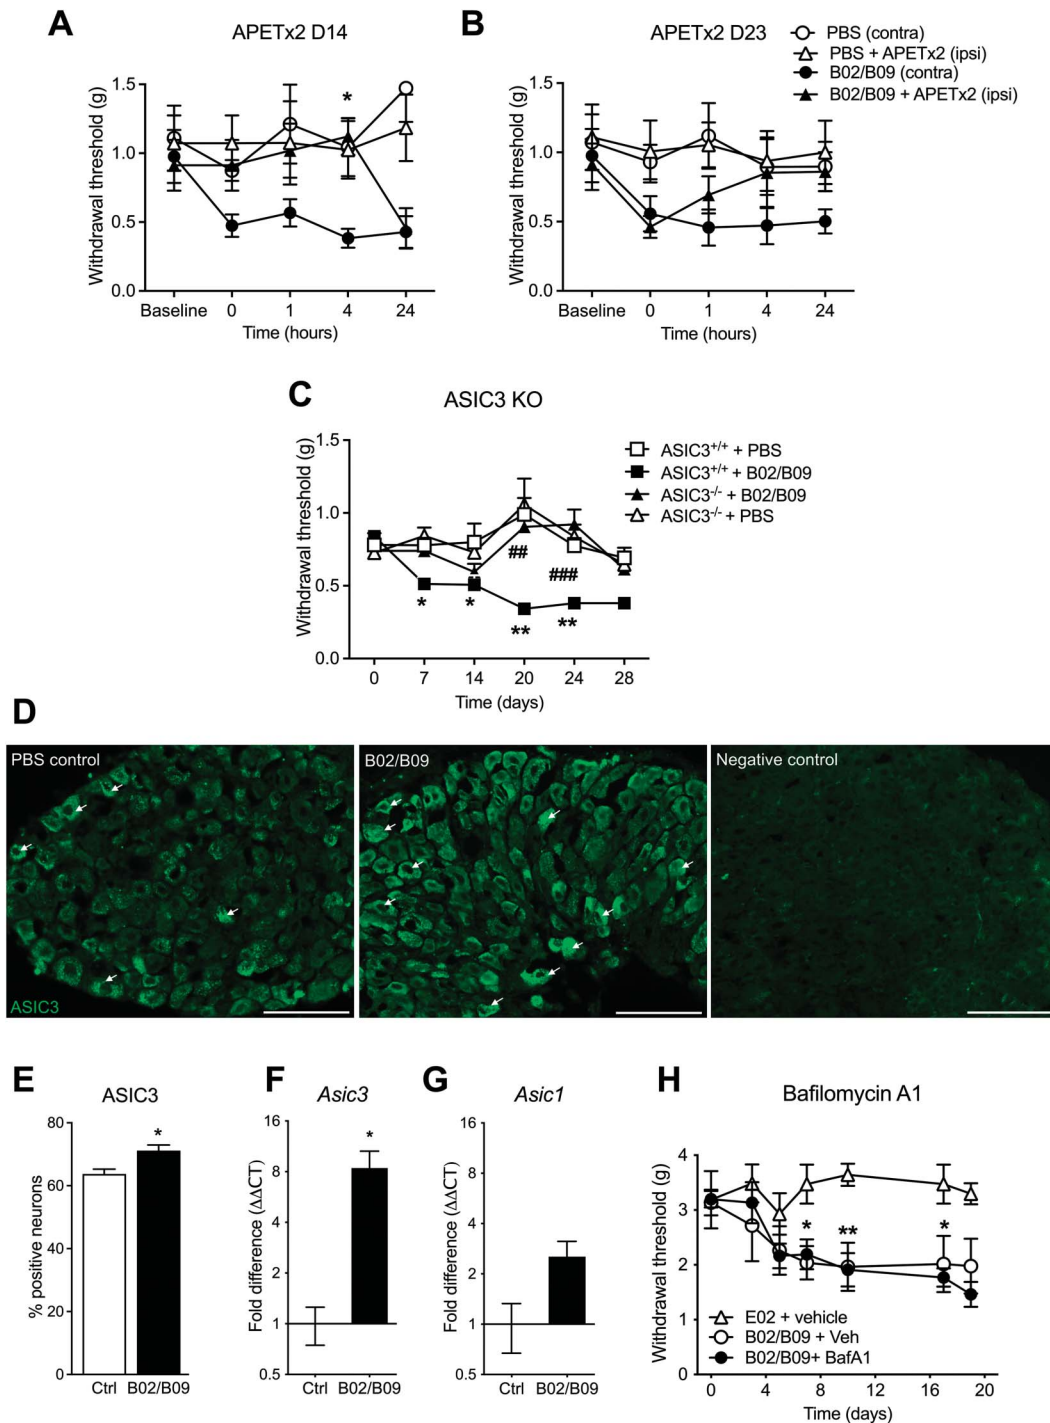 A
APETx2 D14
Withdrawal threshold (g)
1.5
1.0
0.5
0.0
*
Baseline 0 1 4 24
Time (hours)
B
APETx2 D23
PBS (contra)
PBS + APETx2 (ipsi)
B02/B09 (contra)
B02/B09 + APETx2 (ipsi)
Withdrawal threshold (g)
1.5
1.0
0.5
0.0
Baseline 0 1 4 24
Time (hours)
C
ASIC3 KO
Withdrawal threshold (g)
1.5
1.0
0.5
0.0
ASIC3+/+ + PBS
ASIC3+/+ + B02/B09
ASIC3-/- + B02/B09
ASIC3-/- + PBS
## ###
* * ** **
0 7 14 20 24 28
Time (days)
D
PBS control
ASIC3
B02/B09
Negative control
E
ASIC3
% positive neurons
80
60
40
20
0
*
Ctrl B02/B09
F
Asic3
Fold difference (ΔΔCT)
16
8
4
2
1
0.5
*
Ctrl B02/B09
G
Asic1
Fold difference (ΔΔCT)
16
8
4
2
1
0.5
Ctrl B02/B09
H
Bafilomycin A1
Withdrawal threshold (g)
4
3
2
1
0
* ** *
E02 + vehicle
B02/B09 + Veh
B02/B09+ BafA1
0 4 8 12 16 20
Time (days)